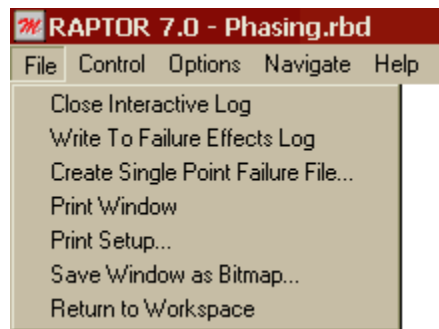 RAPTOR 7.0 - Phasing.rbd
File Control Options Navigate Help
Close Interactive Log
Write To Failure Effects Log
Create Single Point Failure File...
Print Window
Print Setup...
Save Window as Bitmap...
Return to Workspace